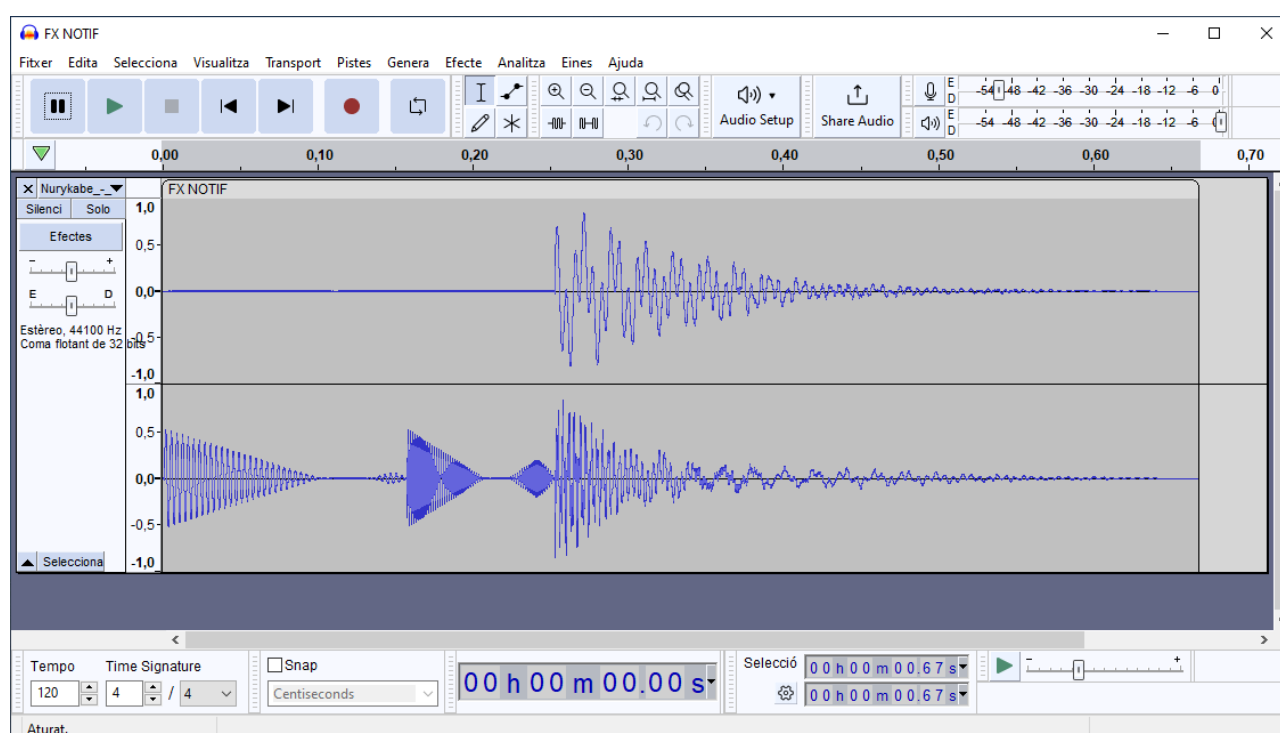 FX NOTIF
Fitxer Edita Selecciona Visualitza Transport Pistes Genera Efecte Analitza Eines Ajuda
E D -54 -48 -42 -36 -30 -24 -18 -12 -6 0
Audio Setup Share Audio
E D -54 -48 -42 -36 -30 -24 -18 -12 -6
0,00 0,10 0,20 0,30 0,40 0,50 0,60 0,70
Nurykabe_-_ FX NOTIF
Silenci Solo
Efectes
- +
E D
Estèreo, 44100 Hz
Coma flotant de 32 bits
1,0
0,5
0,0
-0,5
-1,0
1,0
0,5
0,0
-0,5
-1,0
Selecciona
Tempo Time Signature Snap
120 4 / 4 Centiseconds
00 h 00 m 00.00 s
Selecció 00 h 00 m 00.67 s
00 h 00 m 00.67 s
- +
Aturat.